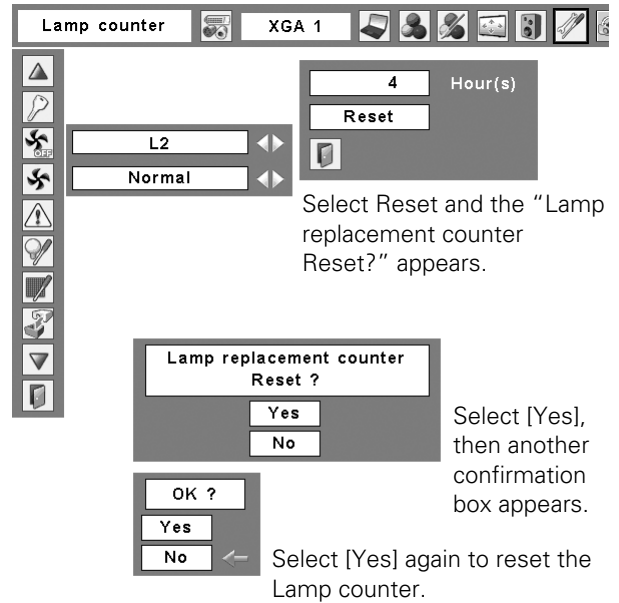 Lamp counter
XGA 1
4 Hour(s)
Reset
L2
OFF
Normal
Select Reset and the “Lamp
replacement counter
Reset?” appears.
Lamp replacement counter
Reset ?
Yes
No
Select [Yes],
then another
confirmation
box appears.
OK ?
Yes
No
Select [Yes] again to reset the
Lamp counter.